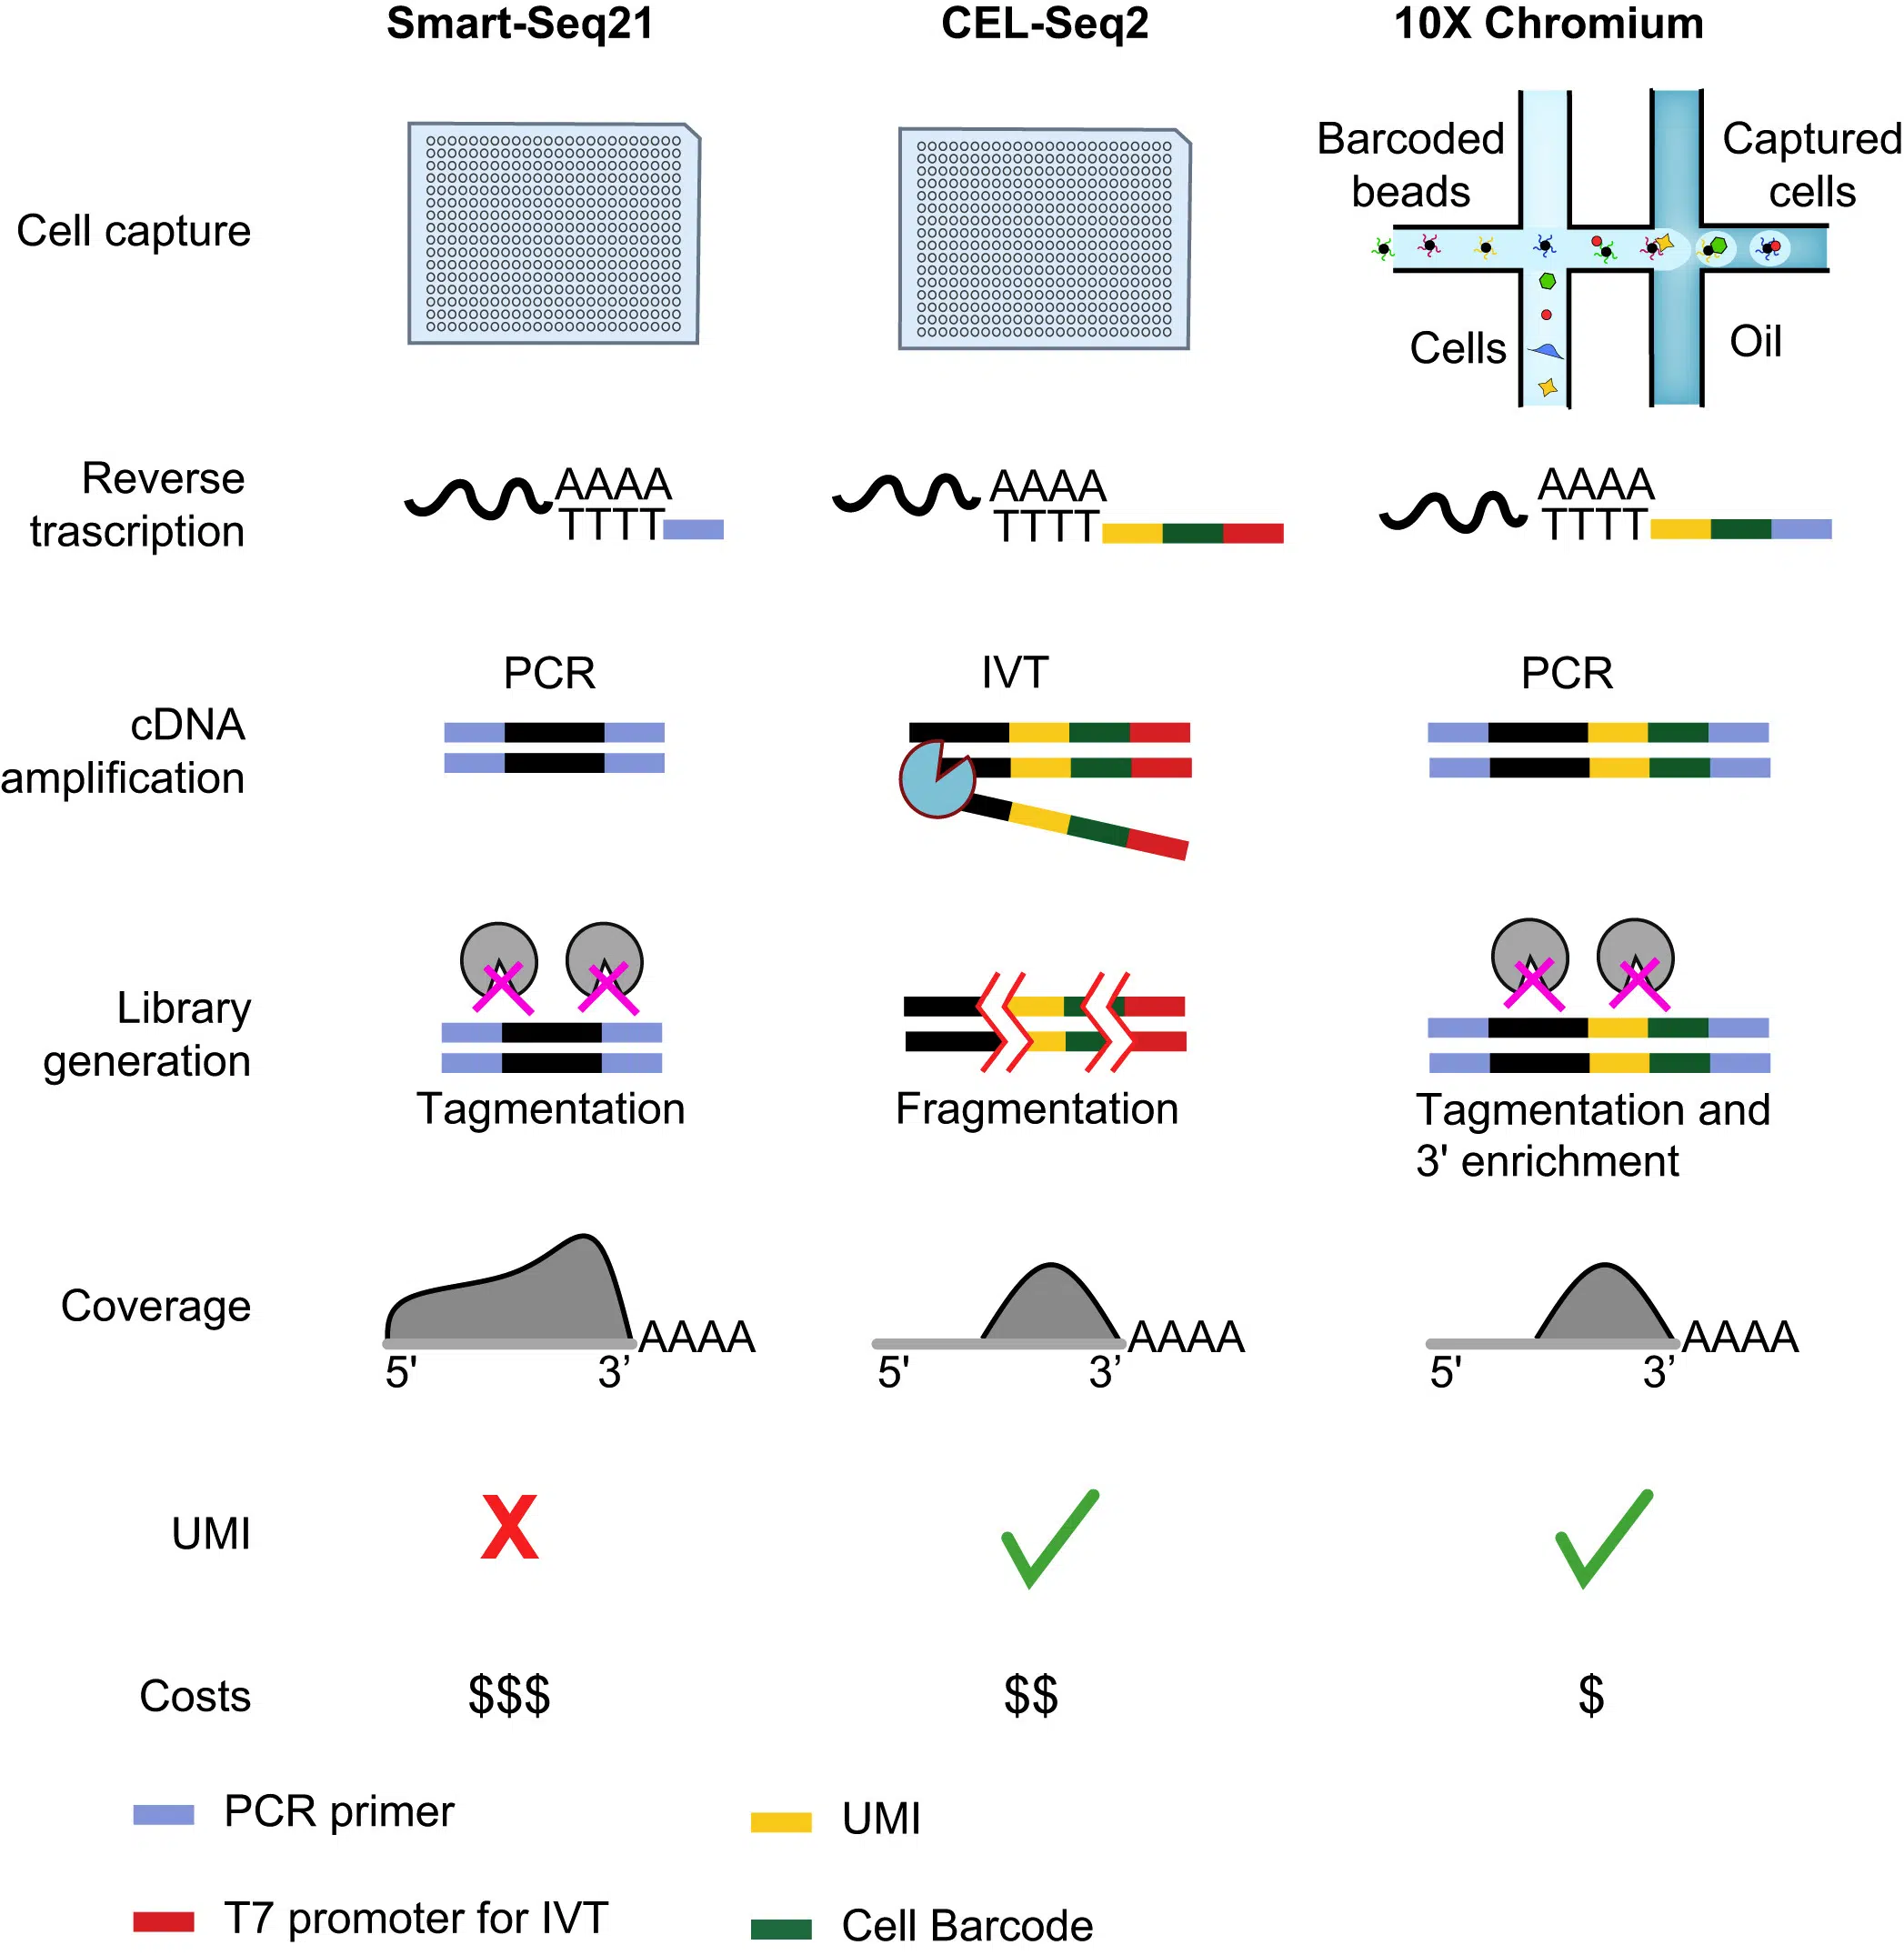 Smart-Seq21 CEL-Seq2 10X Chromium
Cell capture
Barcoded
beads
Captured
cells
Cells
Oil
Reverse
trascription
AAAA
TTTT
AAAA
TTTT
AAAA
TTTT
cDNA
amplification
PCR
IVT
PCR
Library
generation
Tagmentation
Fragmentation
Tagmentation and
3' enrichment
Coverage
AAAA
5' 3’
AAAA
5' 3’
AAAA
5' 3’
UMI
X
Costs
$$$ $$ $
PCR primer
UMI
T7 promoter for IVT
Cell Barcode